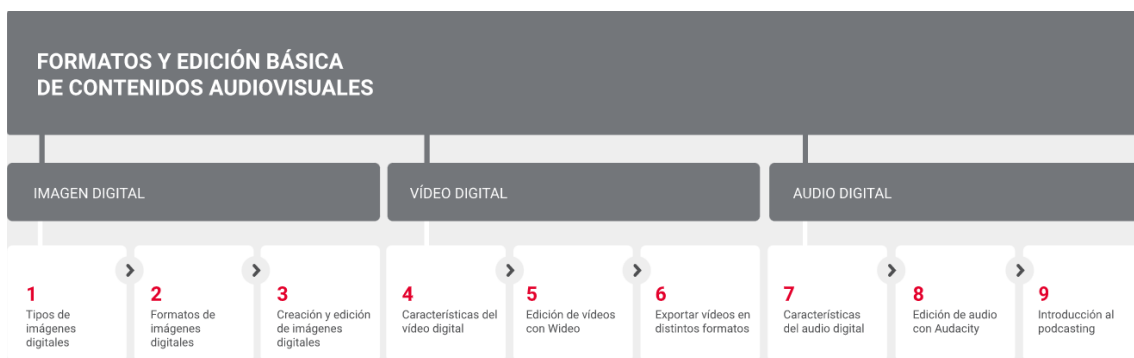 FORMATOS Y EDICIÓN BÁSICA
DE CONTENIDOS AUDIOVISUALES
IMAGEN DIGITAL
VÍDEO DIGITAL
AUDIO DIGITAL
1
Tipos de
imágenes
digitales
2
Formatos de
imágenes
digitales
3
Creación y edición
de imágenes
digitales
4
Características del
vídeo digital
5
Edición de vídeos
con Wideo
6
Exportar vídeos en
distintos formatos
7
Características
del audio digital
8
Edición de audio
con Audacity
9
Introducción al
podcasting